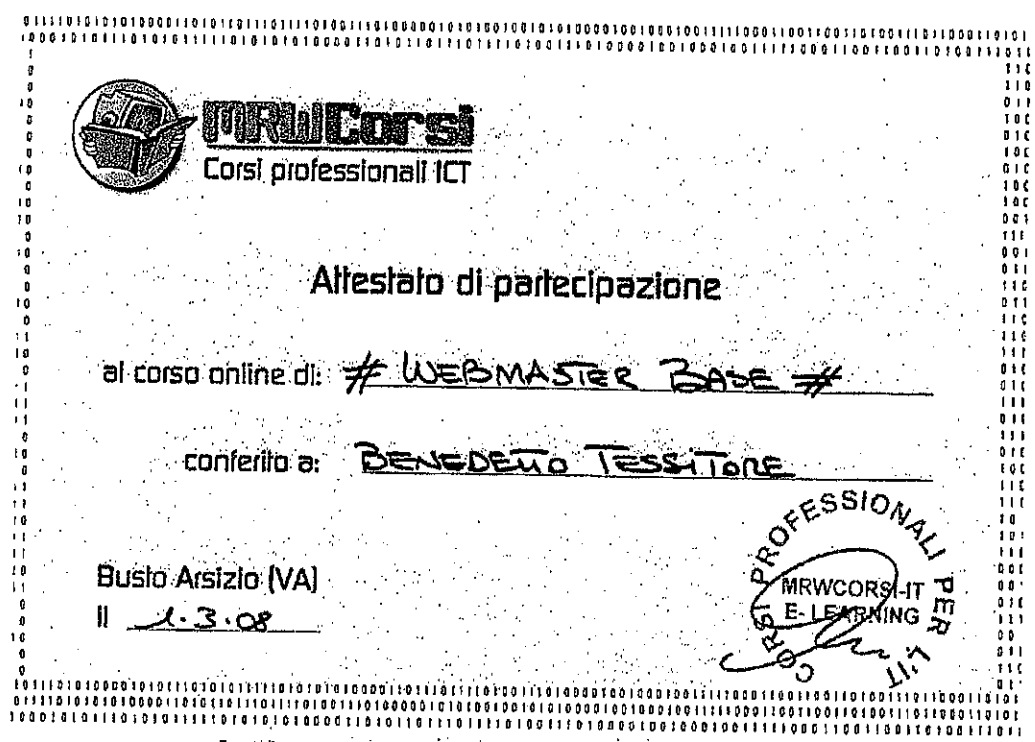 MRWCorsi
Corsi professionali ICT
Attestato di partecipazione
al corso online di: # WEBMASTER BASE #
conferito a: BENEDETTO TESSITORE
Busto Arsizio (VA)
Il 1.3.08
CORSI PROFESSIONALI PER L'IT
MRWCORSI-IT
E-LEARNING